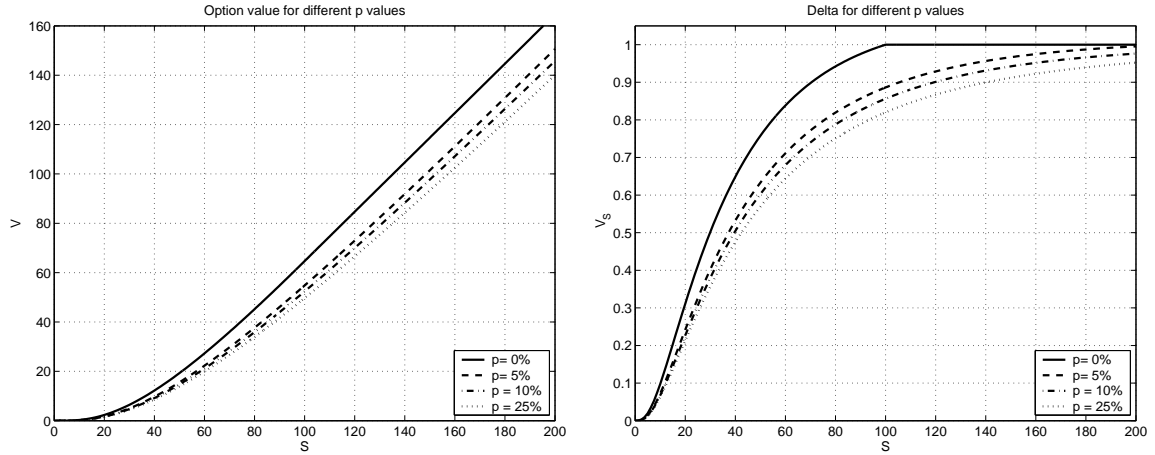 Option value for different p values
160
140
120
100
80
60
40
20
0
V
0 20 40 60 80 100 120 140 160 180 200
S
p= 0%
p= 5%
p = 10%
p = 25%
Delta for different p values
1
0.9
0.8
0.7
0.6
0.5
0.4
0.3
0.2
0.1
0
V_S
0 20 40 60 80 100 120 140 160 180 200
S
p= 0%
p= 5%
p = 10%
p = 25%